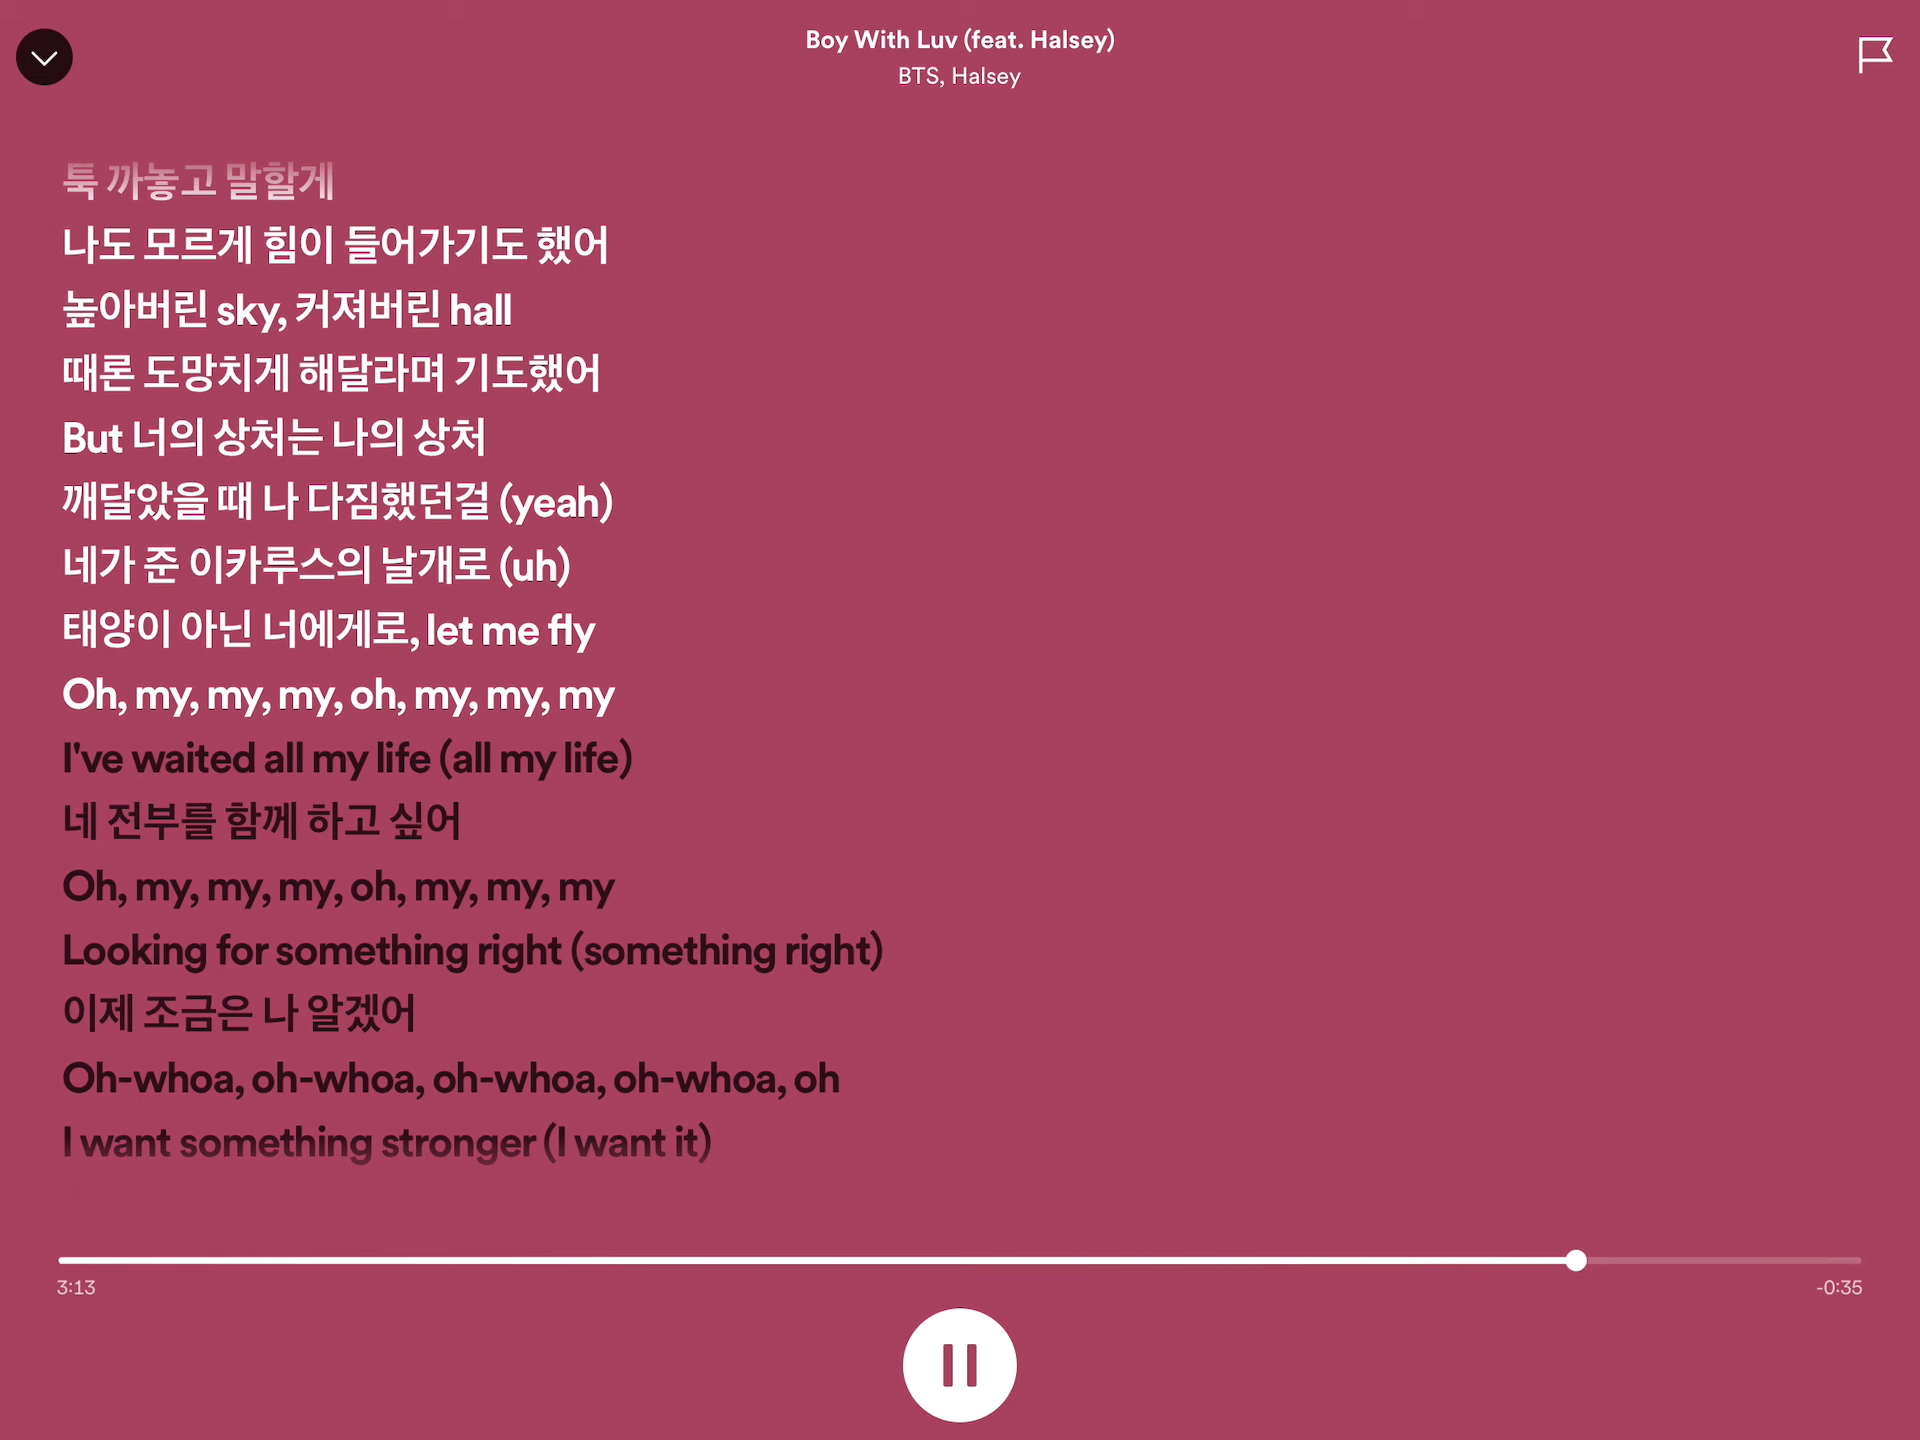 Boy With Luv (feat. Halsey)
BTS, Halsey
툭 까놓고 말할게
나도 모르게 힘이 들어가기도 했어
높아버린 sky, 커져버린 hall
때론 도망치게 해달라며 기도했어
But 너의 상처는 나의 상처
깨달았을 때 나 다짐했던걸 (yeah)
네가 준 이카루스의 날개로 (uh)
태양이 아닌 너에게로, let me fly
Oh, my, my, my, oh, my, my, my
I've waited all my life (all my life)
네 전부를 함께 하고 싶어
Oh, my, my, my, oh, my, my, my
Looking for something right (something right)
이제 조금은 나 알겠어
Oh-whoa, oh-whoa, oh-whoa, oh-whoa, oh
I want something stronger (I want it)
3:13
-0:35